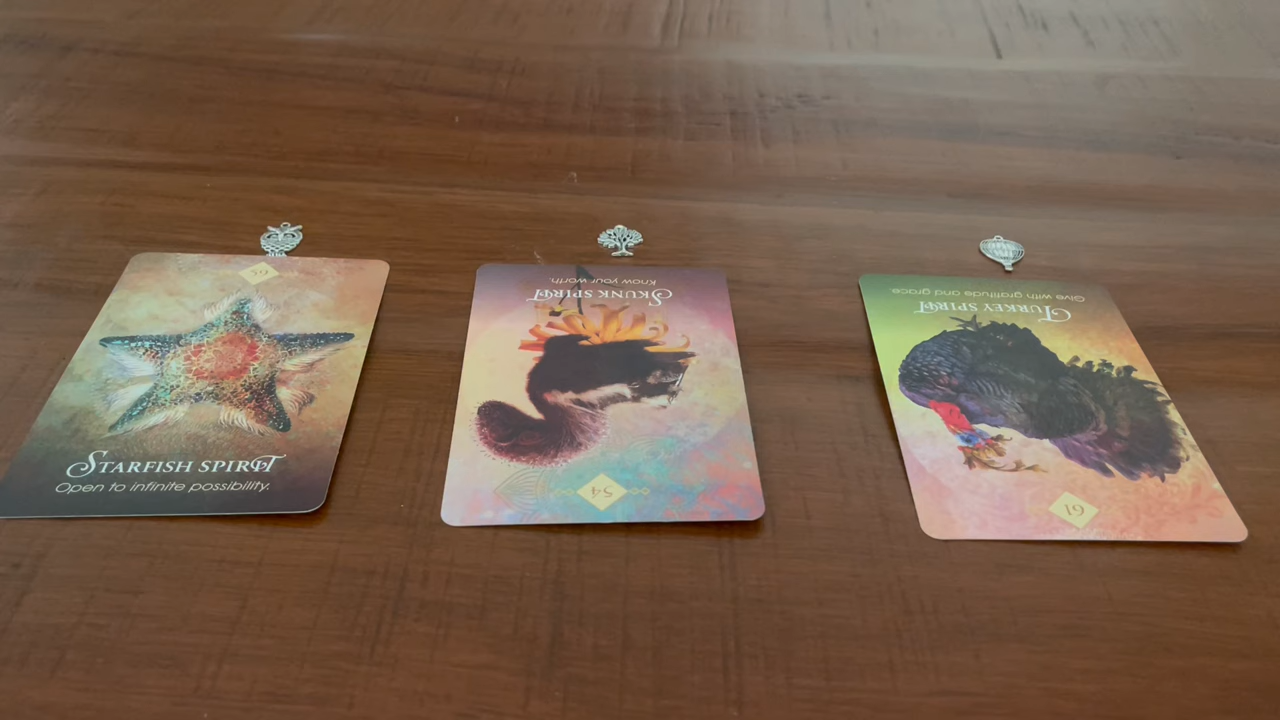 STARFISH SPIRIT
Open to infinite possibility.
54
SKUNK SPIRIT
Know your worth.
61
TURKEY SPIRIT
Give with gratitude and grace.